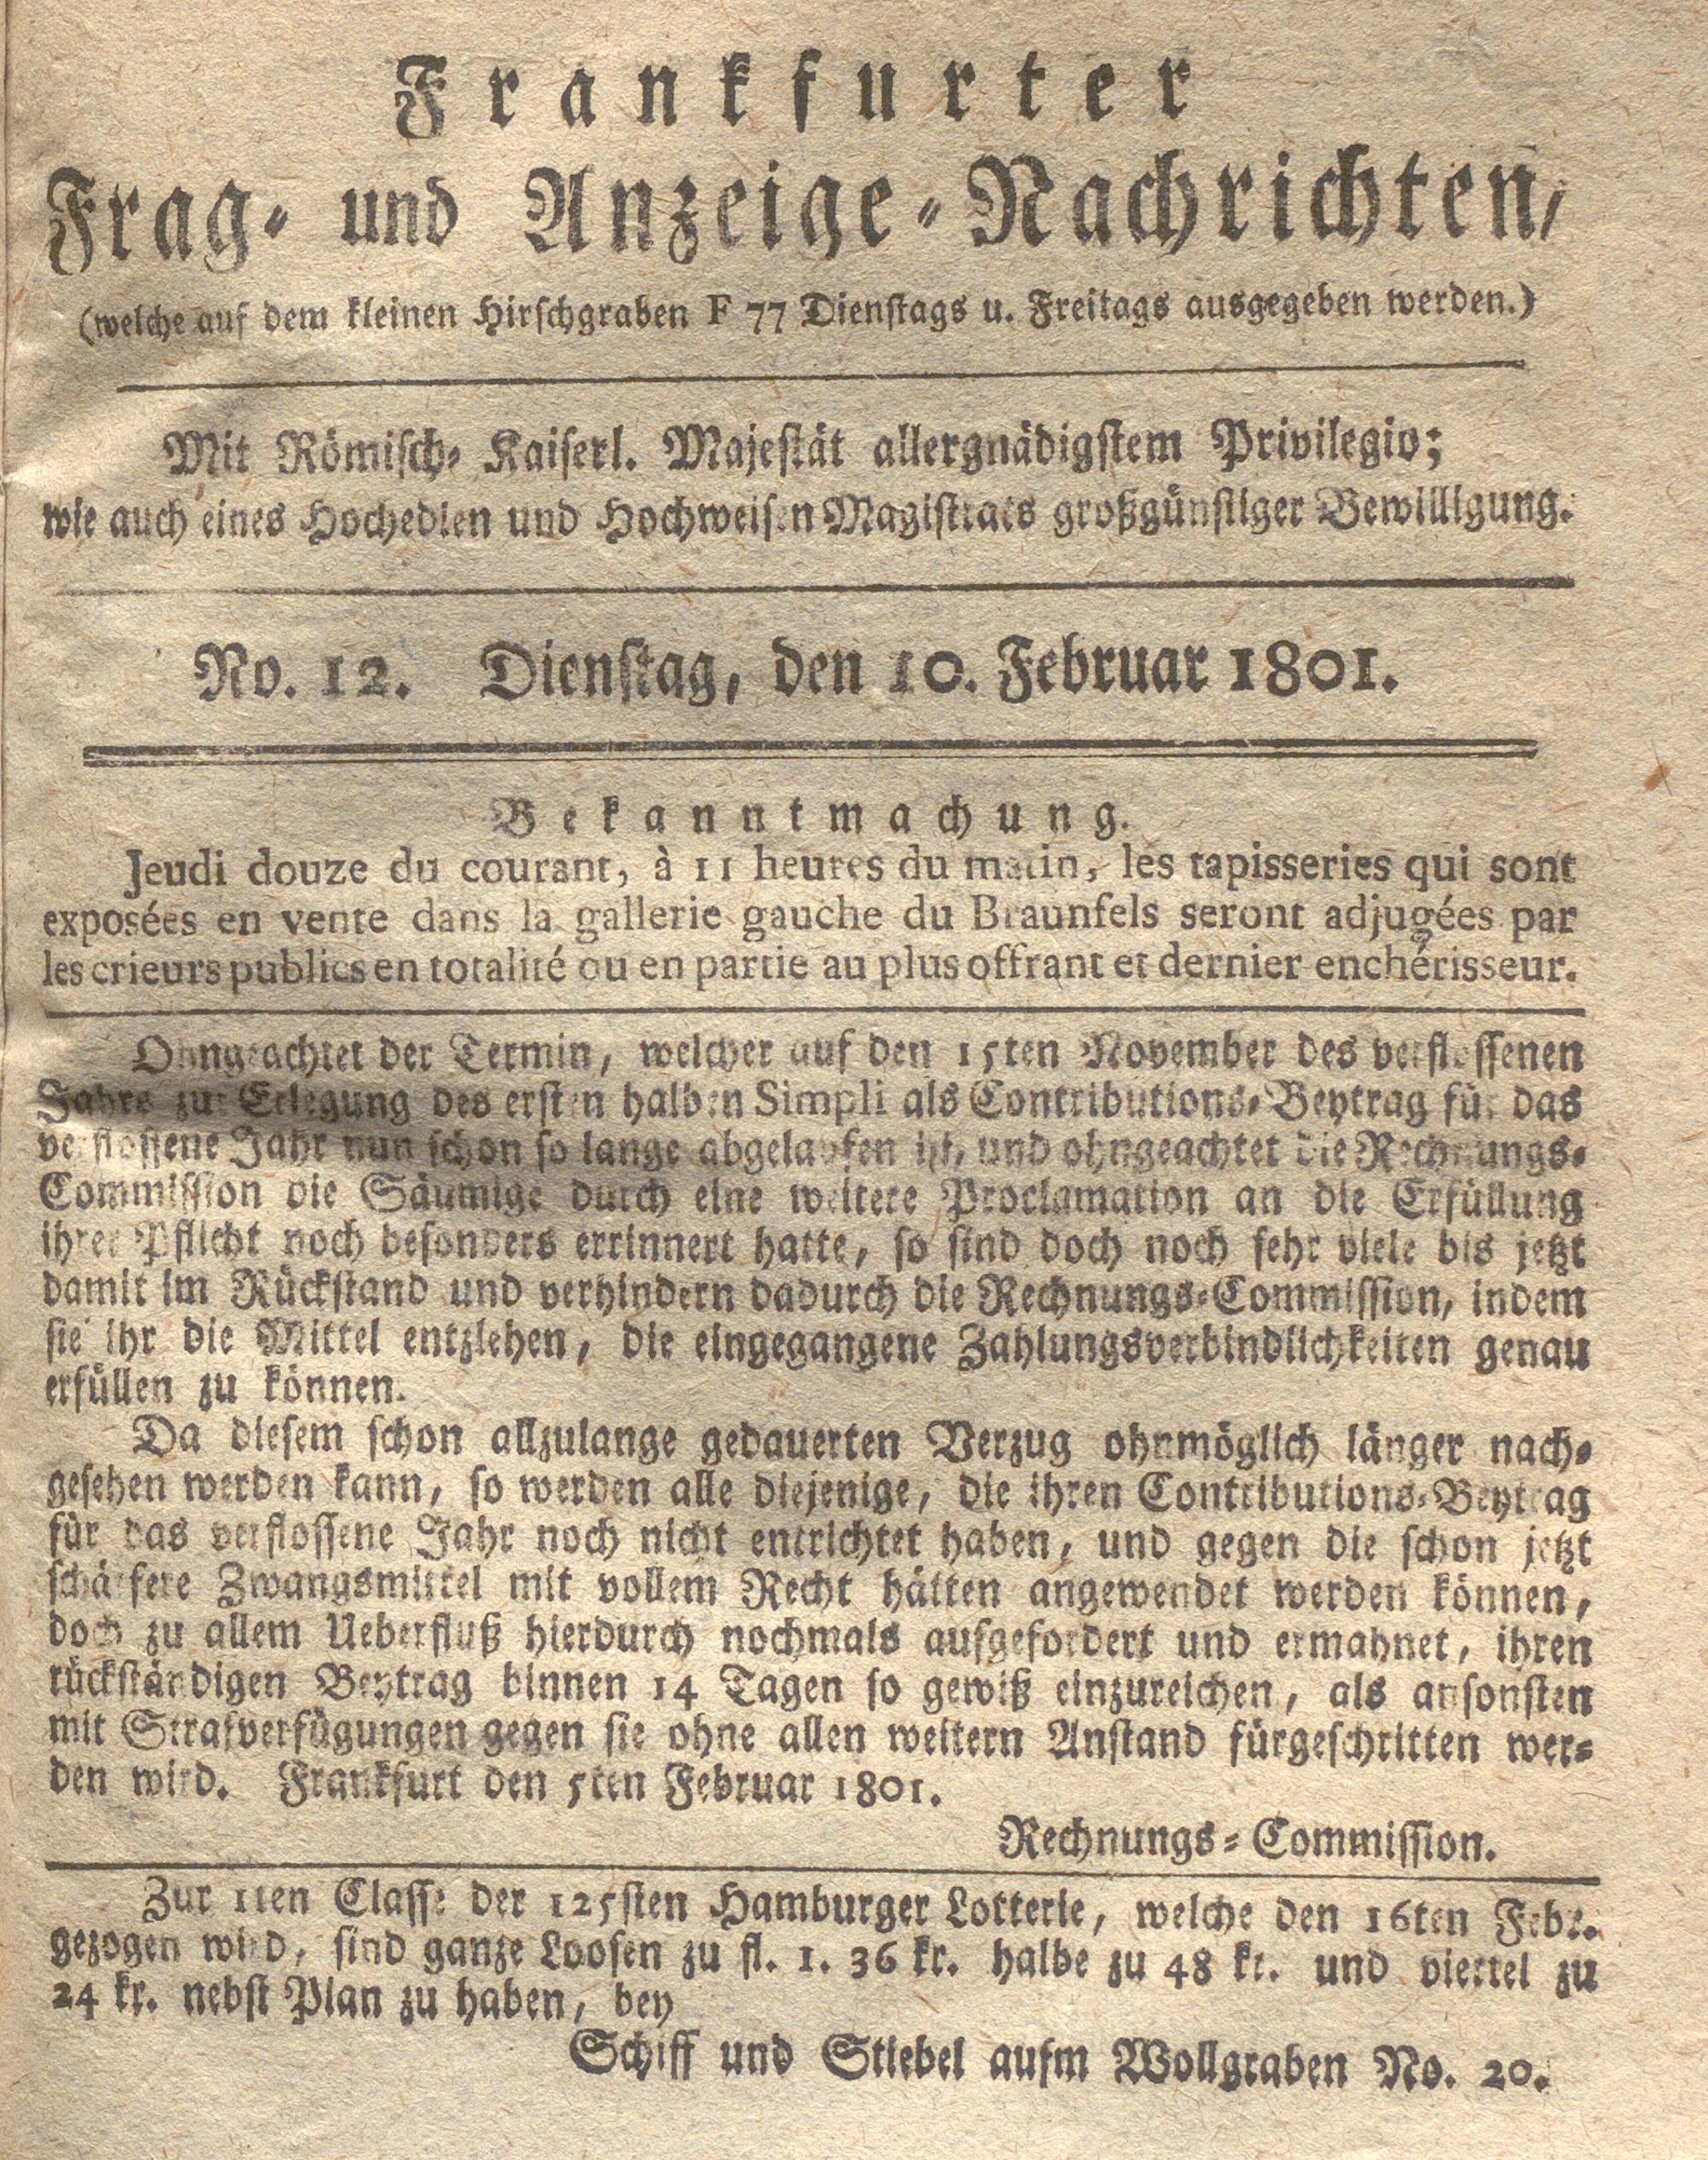 Frankfurter
Frag- und Anzeige-Nachrichten,
(welche auf dem kleinen Hirschgraben F 77 Dienstags u. Freitags ausgegeben werden.)
Mit Römisch- Kaiserl. Majestät allergnädigstem Privilegio;
wie auch eines Hochedlen und Hochweisen Magistrats großgünstiger Bewilligung.
No. 12. Dienstag, den 10. Februar 1801.
Bekanntmachung.
Jeudi douze du courant, à 11 heures du matin, les tapisseries qui sont
exposées en vente dans la gallerie gauche du Braunfels seront adjugées par
les crieurs publics en totalité ou en partie au plus offrant et dernier enchérisseur.
Ohngeachtet der Termin, welcher auf den 15ten November des verflossenen
Jahrs zur Erlegung des ersten halben Simpli als Contributions-Beytrag für das
verflossene Jahr nun schon so lange abgelaufen ist, und ohngeachtet die Rechnungs-
Commission die Säumige durch eine weitere Proclamation an die Erfüllung
ihrer Pflicht noch besonders errinnert hatte, so sind doch noch sehr viele bis jetzt
damit im Rückstand und verhindern dadurch die Rechnungs-Commission, indem
sie ihr die Mittel entziehen, die eingegangene Zahlungsverbindlichkeiten genau
erfüllen zu können.
Da diesem schon allzulange gedauerten Verzug ohnmöglich länger nach-
gesehen werden kann, so werden alle diejenige, die ihren Contributions-Beytrag
für das verflossene Jahr noch nicht entrichtet haben, und gegen die schon jetzt
schärfere Zwangsmittel mit vollem Recht hätten angewendet werden können,
doch zu allem Ueberfluß hierdurch nochmals aufgefordert und ermahnet, ihren
rückständigen Beytrag binnen 14 Tagen so gewiß einzureichen, als ansonsten
mit Strafverfügungen gegen sie ohne allen weitern Anstand fürgeschritten wer-
den wird. Frankfurt den 5ten Februar 1801.
Rechnungs-Commission.
Zur 1ten Classe der 125sten Hamburger Lotterie, welche den 16ten Febr.
gezogen wird, sind ganze Loosen zu fl. 1. 36 kr. halbe zu 48 kr. und viertel zu
24 kr. nebst Plan zu haben, bey
Schiff und Stiebel aufm Wollgraben No. 20.